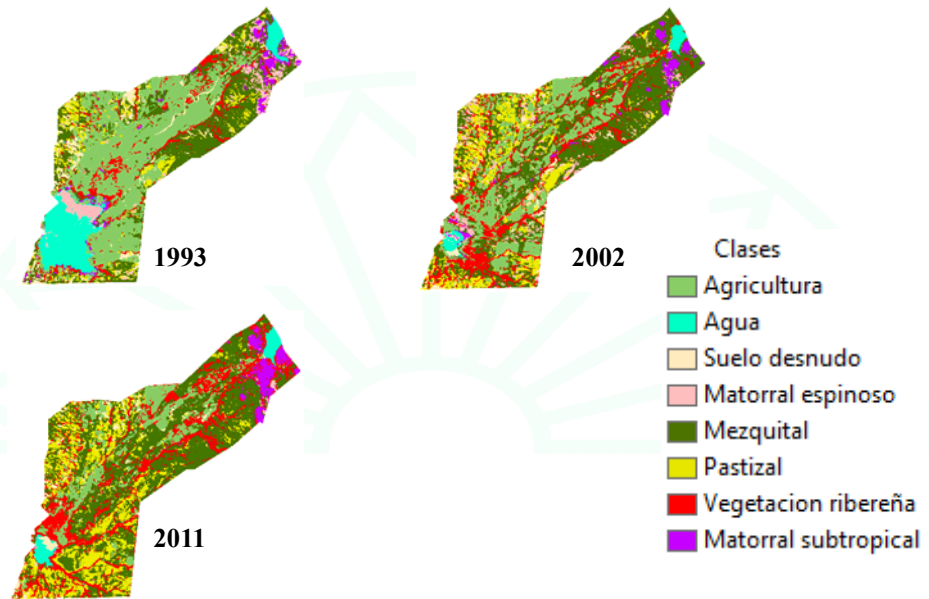 1993
2002
Clases
Agricultura
Agua
Suelo desnudo
Matorral espinoso
Mezquital
Pastizal
Vegetacion ribereña
Matorral subtropical
2011